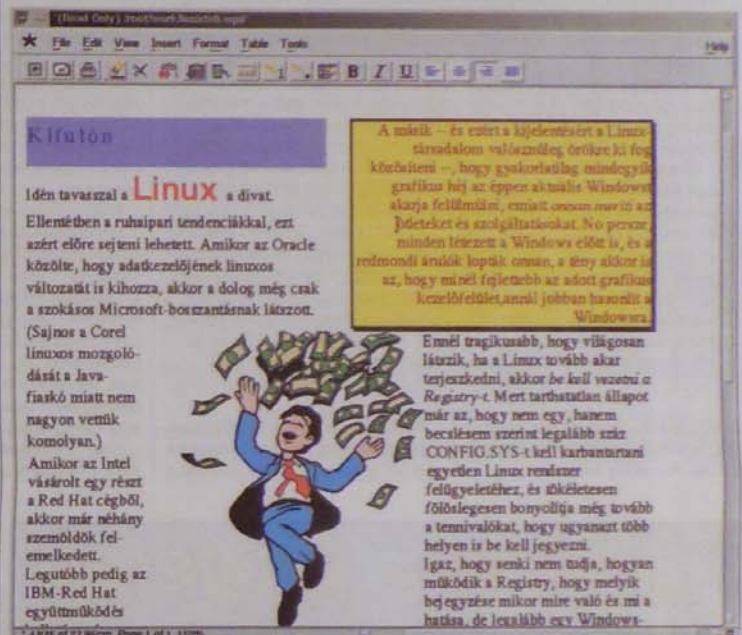 (Read Only)
File Edit View Insert Format Table Tools Help
B I U
Kifutón
Idén tavasszal a Linux a divat.
Ellentétben a ruhaipari tendenciákkal, ezt
azért előre sejteni lehetett. Amikor az Oracle
közölte, hogy adatkezelőjének linuxos
változatát is kihozza, akkor a dolog még csak
a szokásos Microsoft-bosszantásnak látszott.
(Sajnos a Corel
linuxos mozgoló-
dását a Java-
fiaskó miatt nem
nagyon vettük
komolyan.)
Amikor az Intel
vásárolt egy részt
a Red Hat cégből,
akkor már néhány
szemöldök fel-
emelkedett.
Legutóbb pedig az
IBM-Red Hat
együttműködés
A másik – és ezért a kijelentésért a Linux-
társadalom valószínűleg örökre ki fog
közösíteni –, hogy gyakorlatilag mindegyik
grafikus héj az éppen aktuális Windowst
akarja felülmúlni, emiatt onnan meríti az
ötleteket és szolgáltatásokat. No persze,
minden létezett a Windows előtt is, és a
redmondi árulók lopták onnan, a tény akkor is
az, hogy minél fejlettebb az adott grafikus
kezelőfelület,annál jobban hasonlít a
Windowsra.
Ennél tragikusabb, hogy világosan
látszik, ha a Linux tovább akar
terjeszkedni, akkor be kell vezetni a
Registry-t. Mert tarthatatlan állapot
már az, hogy nem egy, hanem
becslésem szerint legalább száz
CONFIG.SYS-t kell karbantartani
egyetlen Linux rendszer
felügyeletéhez, és tökéletesen
fölöslegesen bonyolítja még tovább
a tennivalókat, hogy ugyanazt több
helyen is be kell jegyezni.
Igaz, hogy senki nem tudja, hogyan
működik a Registry, hogy melyik
bejegyzése mikor mire való és mi a
hatása, de legalább egy Windows-